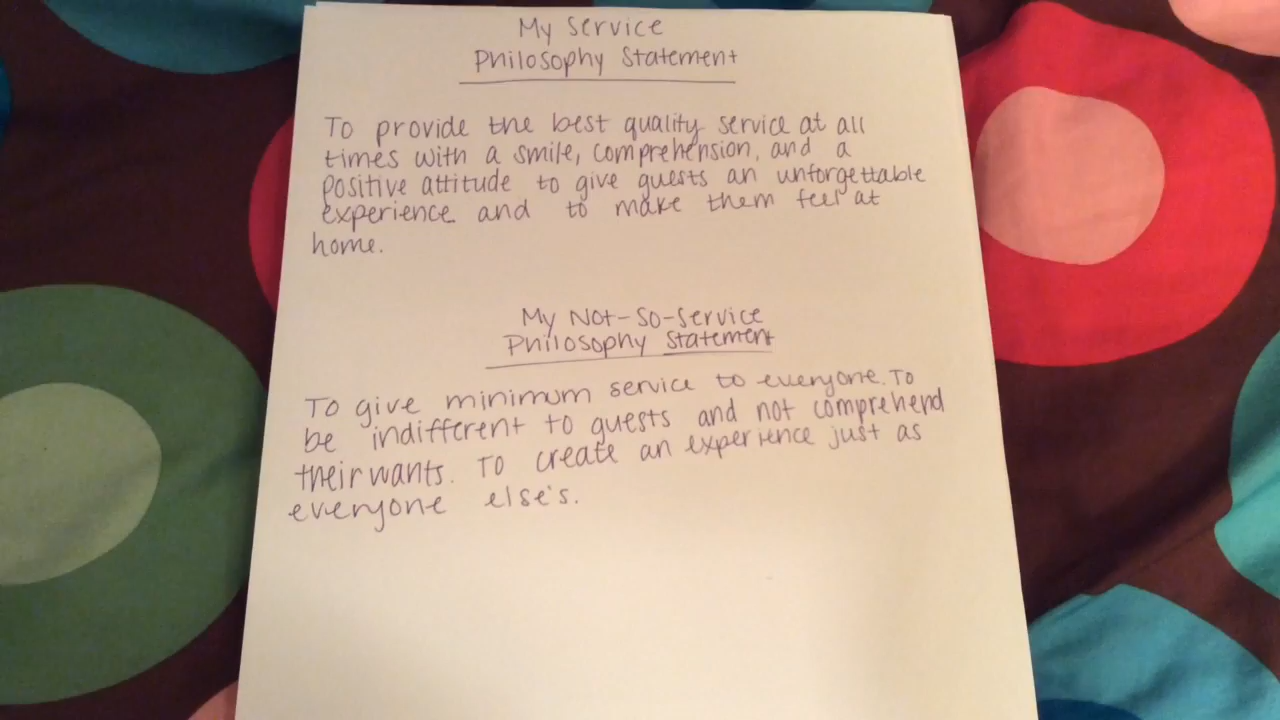 My Service
Philosophy Statement
To provide the best quality service at all
times with a smile, comprehension, and a
positive attitude to give guests an unforgettable
experience and to make them feel at
home.
My Not-So-Service
Philosophy Statement
To give minimum service to everyone. To
be indifferent to guests and not comprehend
their wants. To create an experience just as
everyone else's.